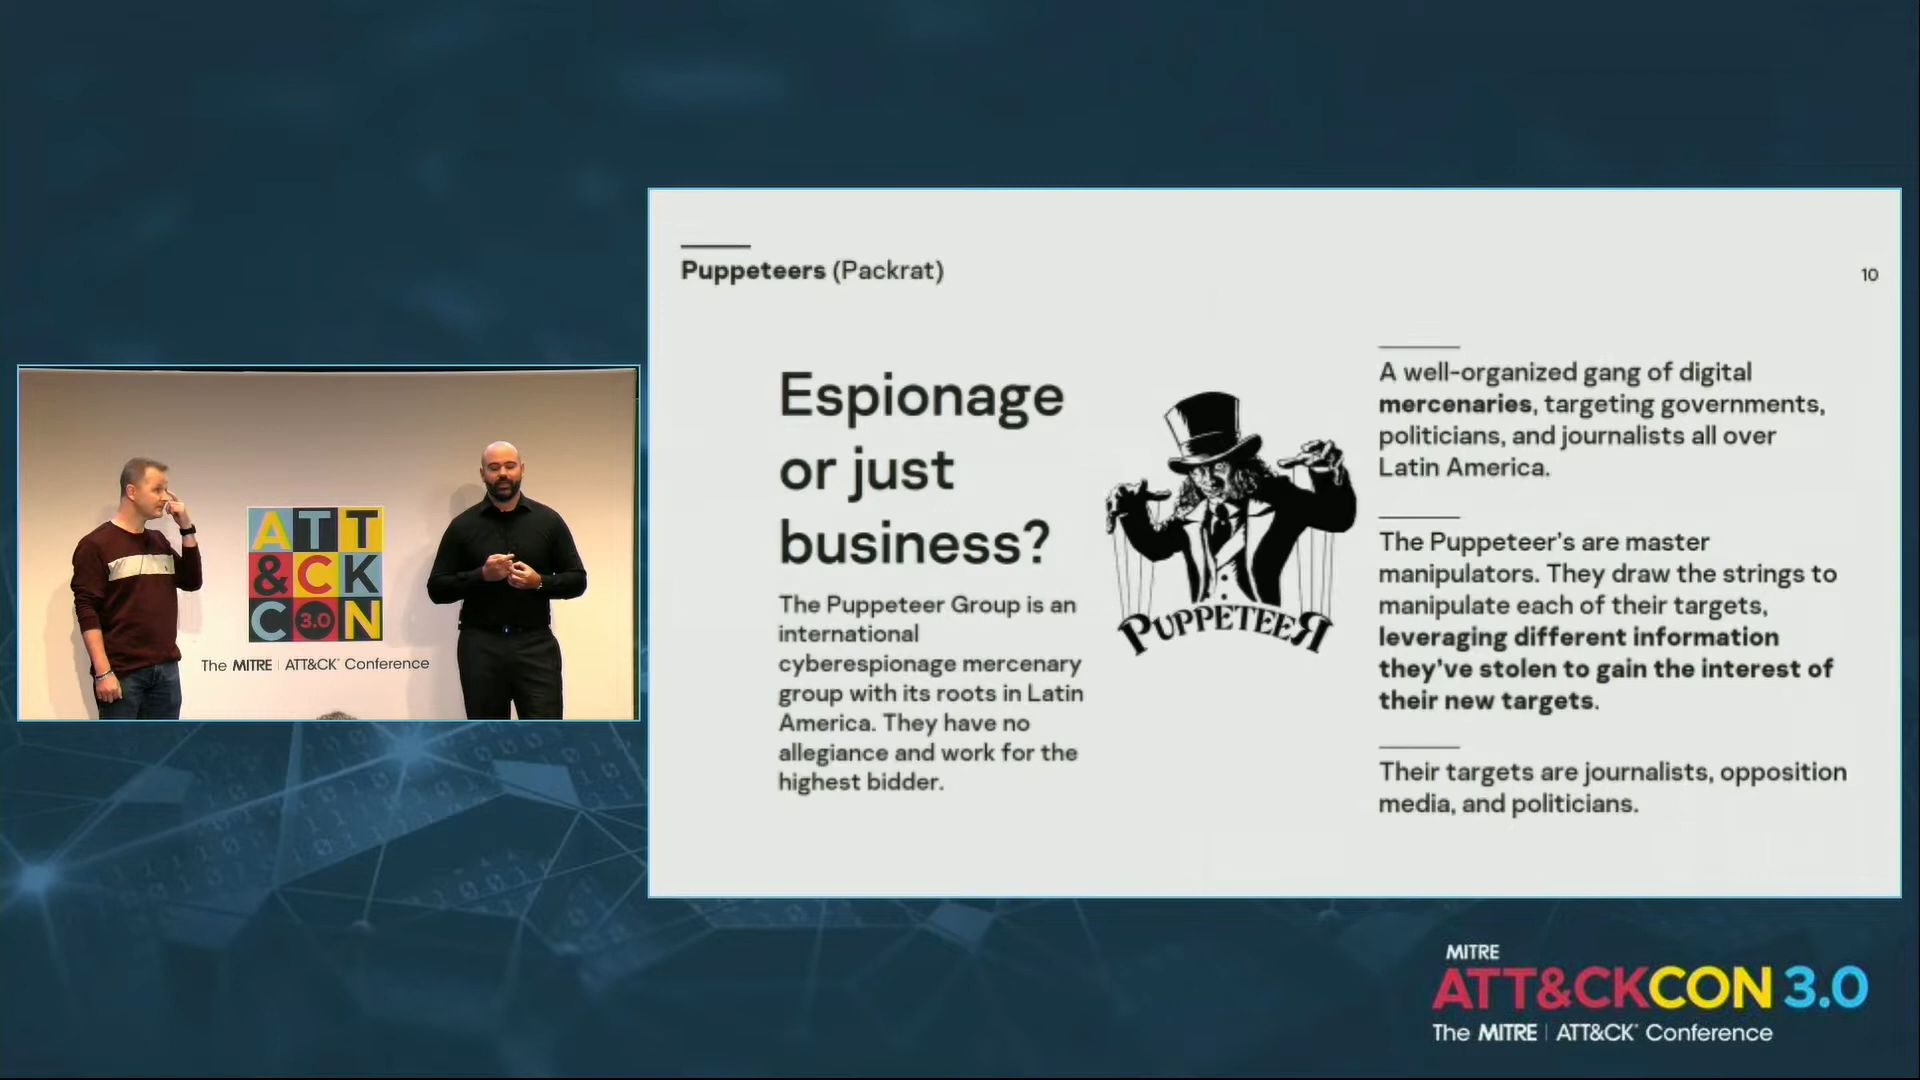 Puppeteers (Packrat)
10
Espionage
or just
business?
The Puppeteer Group is an
international
cyberespionage mercenary
group with its roots in Latin
America. They have no
allegiance and work for the
highest bidder.
PUPPETEER
A well-organized gang of digital
mercenaries, targeting governments,
politicians, and journalists all over
Latin America.
The Puppeteer's are master
manipulators. They draw the strings to
manipulate each of their targets,
leveraging different information
they've stolen to gain the interest of
their new targets.
Their targets are journalists, opposition
media, and politicians.
ATT
&CK
C 3.0 N
The MITRE | ATT&CK® Conference
MITRE
ATT&CKCON 3.0
The MITRE | ATT&CK® Conference